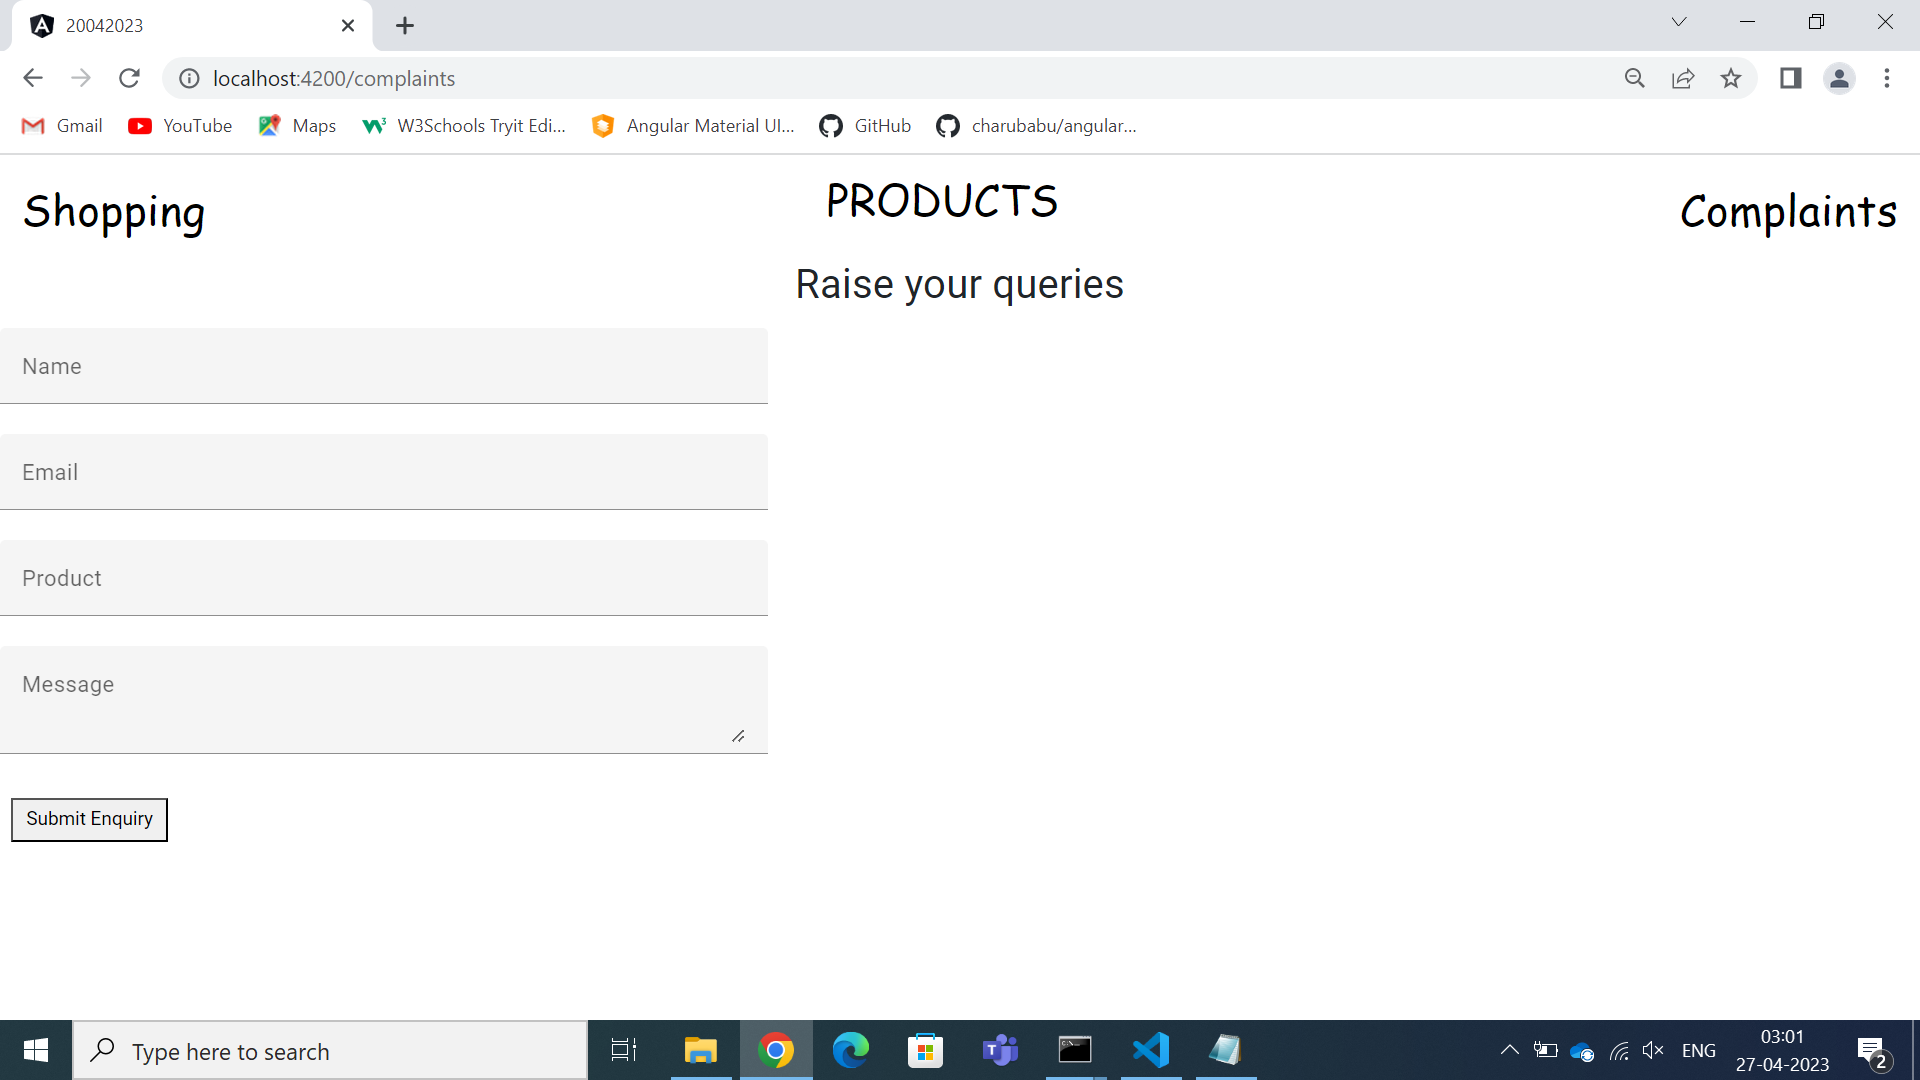 20042023
localhost:4200/complaints
Gmail YouTube Maps W3Schools Tryit Edi... Angular Material UI... GitHub charubabu/angular...
Shopping PRODUCTS Complaints
Raise your queries
Name
Email
Product
Message
Submit Enquiry
Type here to search
ENG
03:01
27-04-2023
2